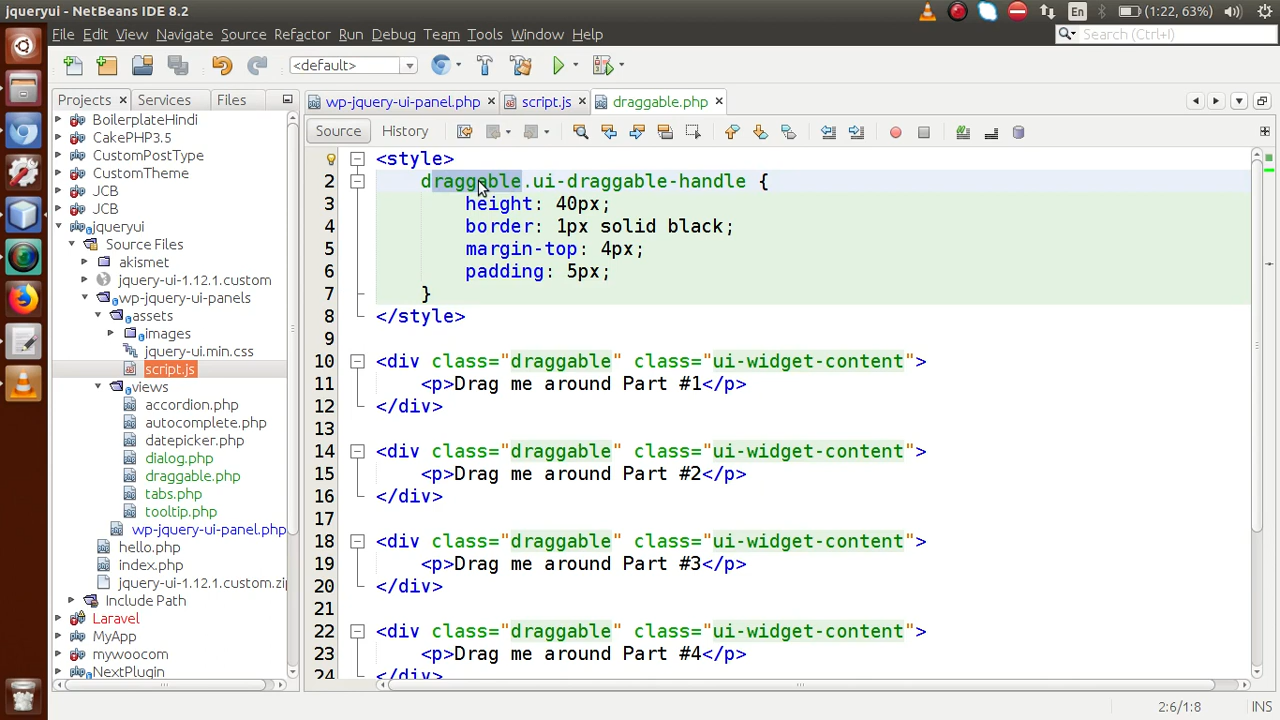 jqueryui - NetBeans IDE 8.2
En
(1:22, 63%)
File Edit View Navigate Source Refactor Run Debug Team Tools Window Help
Search (Ctrl+I)
<default>
Projects Services Files
wp-jquery-ui-panel.php script.js draggable.php
Source History
BoilerplateHindi
CakePHP3.5
CustomPostType
CustomTheme
JCB
JCB
jqueryui
Source Files
akismet
jquery-ui-1.12.1.custom
wp-jquery-ui-panels
assets
images
jquery-ui.min.css
script.js
views
accordion.php
autocomplete.php
datepicker.php
dialog.php
draggable.php
tabs.php
tooltip.php
wp-jquery-ui-panel.php
hello.php
index.php
jquery-ui-1.12.1.custom.zip
Include Path
Laravel
MyApp
mywoocom
NextPlugin
<style>
2 draggable.ui-draggable-handle {
3 height: 40px;
4 border: 1px solid black;
5 margin-top: 4px;
6 padding: 5px;
7 }
8 </style>
9
10 <div class="draggable" class="ui-widget-content">
11 <p>Drag me around Part #1</p>
12 </div>
13
14 <div class="draggable" class="ui-widget-content">
15 <p>Drag me around Part #2</p>
16 </div>
17
18 <div class="draggable" class="ui-widget-content">
19 <p>Drag me around Part #3</p>
20 </div>
21
22 <div class="draggable" class="ui-widget-content">
23 <p>Drag me around Part #4</p>
24 </div>
2:6/1:8 INS